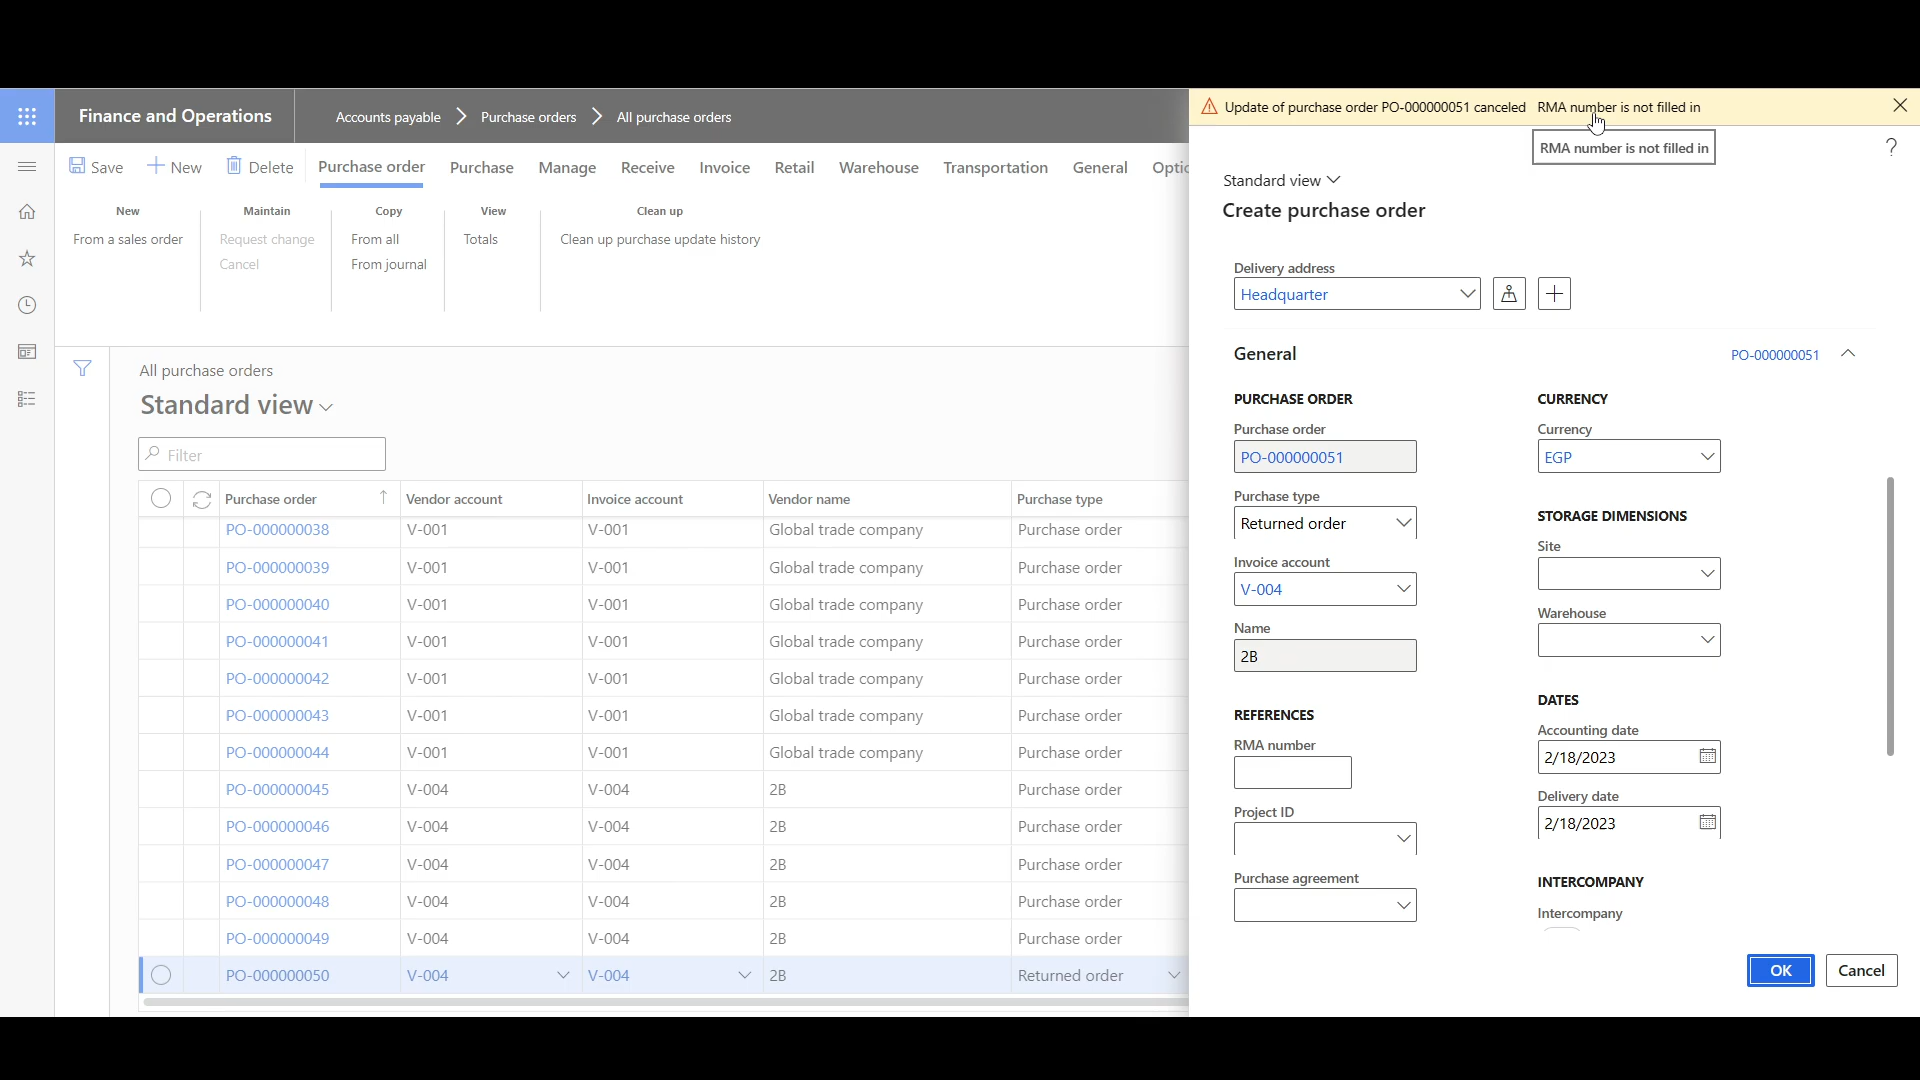 Finance and Operations
Accounts payable
Purchase orders
All purchase orders
Update of purchase order PO-000000051 canceled RMA number is not filled in
RMA number is not filled in
?
Save
New
Delete
Purchase order
Purchase
Manage
Receive
Invoice
Retail
Warehouse
Transportation
General
New
Maintain
Copy
View
Clean up
From a sales order
Request change
From all
Totals
Clean up purchase update history
Cancel
From journal
All purchase orders
Standard view
Filter
Purchase order Vendor account Invoice account Vendor name Purchase type
PO-000000038 V-001 V-001 Global trade company Purchase order
PO-000000039 V-001 V-001 Global trade company Purchase order
PO-000000040 V-001 V-001 Global trade company Purchase order
PO-000000041 V-001 V-001 Global trade company Purchase order
PO-000000042 V-001 V-001 Global trade company Purchase order
PO-000000043 V-001 V-001 Global trade company Purchase order
PO-000000044 V-001 V-001 Global trade company Purchase order
PO-000000045 V-004 V-004 2B Purchase order
PO-000000046 V-004 V-004 2B Purchase order
PO-000000047 V-004 V-004 2B Purchase order
PO-000000048 V-004 V-004 2B Purchase order
PO-000000049 V-004 V-004 2B Purchase order
PO-000000050 V-004 V-004 2B Returned order
Standard view
Create purchase order
Delivery address
Headquarter
General
PO-000000051
PURCHASE ORDER
Purchase order
PO-000000051
Purchase type
Returned order
Invoice account
V-004
Name
2B
REFERENCES
RMA number
Project ID
Purchase agreement
CURRENCY
Currency
EGP
STORAGE DIMENSIONS
Site
Warehouse
DATES
Accounting date
2/18/2023
Delivery date
2/18/2023
INTERCOMPANY
Intercompany
OK
Cancel